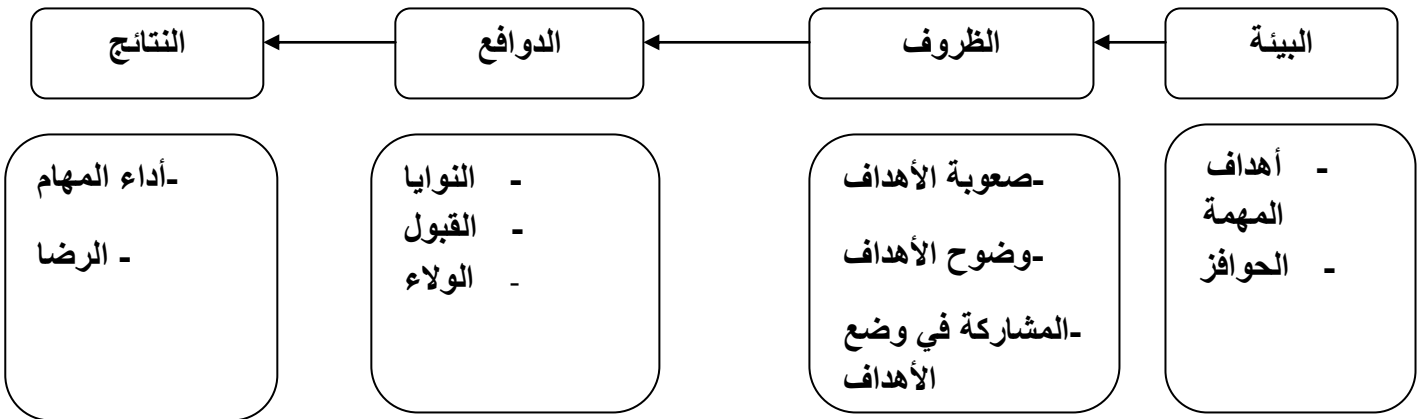 البيئة
الظروف
الدوافع
النتائج
- أهداف
المهمة
- الحوافز
-صعوبة الأهداف
-وضوح الأهداف
-المشاركة في وضع
الأهداف
- النوايا
- القبول
- الولاء
-أداء المهام
- الرضا